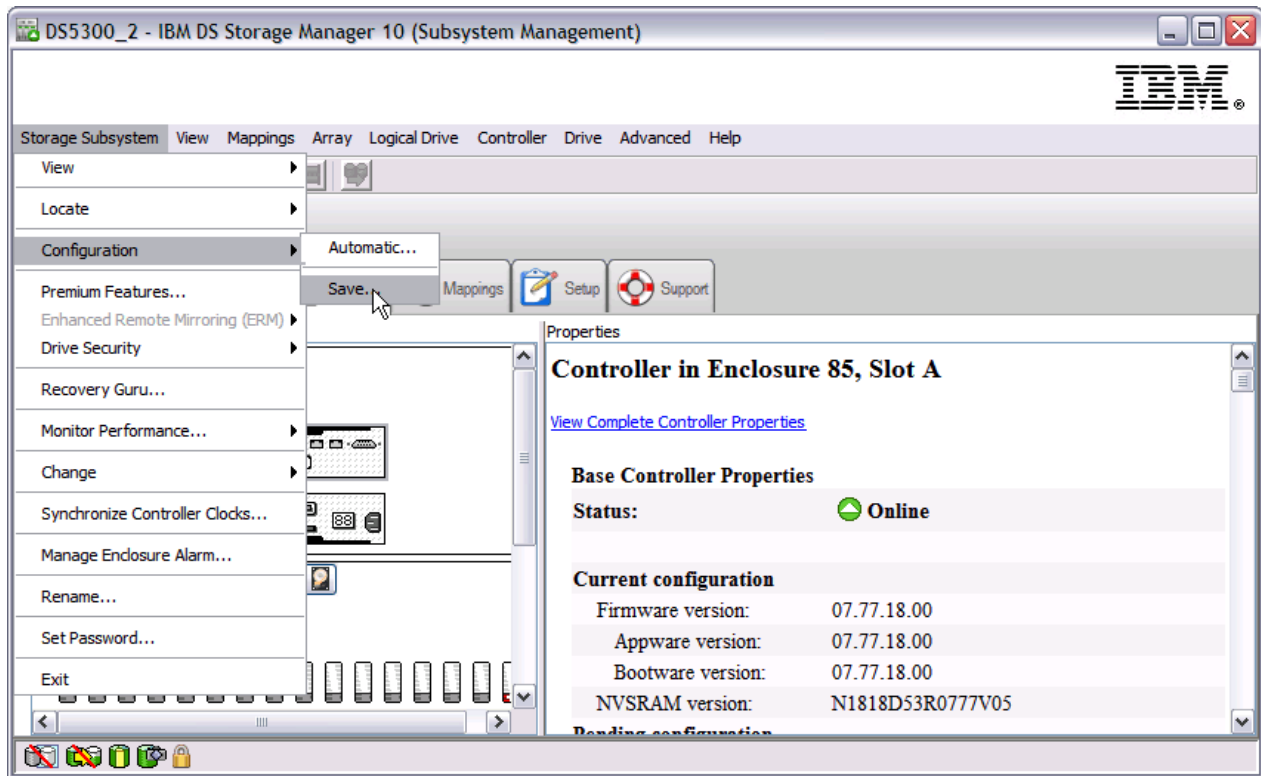 DS5300_2 - IBM DS Storage Manager 10 (Subsystem Management)
IBM®
Storage Subsystem View Mappings Array Logical Drive Controller Drive Advanced Help
View
Locate
Configuration
Automatic...
Premium Features...
Save...
Mappings
Setup
Support
Enhanced Remote Mirroring (ERM)
Drive Security
Recovery Guru...
Monitor Performance...
Change
Synchronize Controller Clocks...
Manage Enclosure Alarm...
Rename...
Set Password...
Exit
88
Properties
Controller in Enclosure 85, Slot A
View Complete Controller Properties
Base Controller Properties
Status: Online
Current configuration
Firmware version: 07.77.18.00
Appware version: 07.77.18.00
Bootware version: 07.77.18.00
NVSRAM version: N1818D53R0777V05
Pending configuration